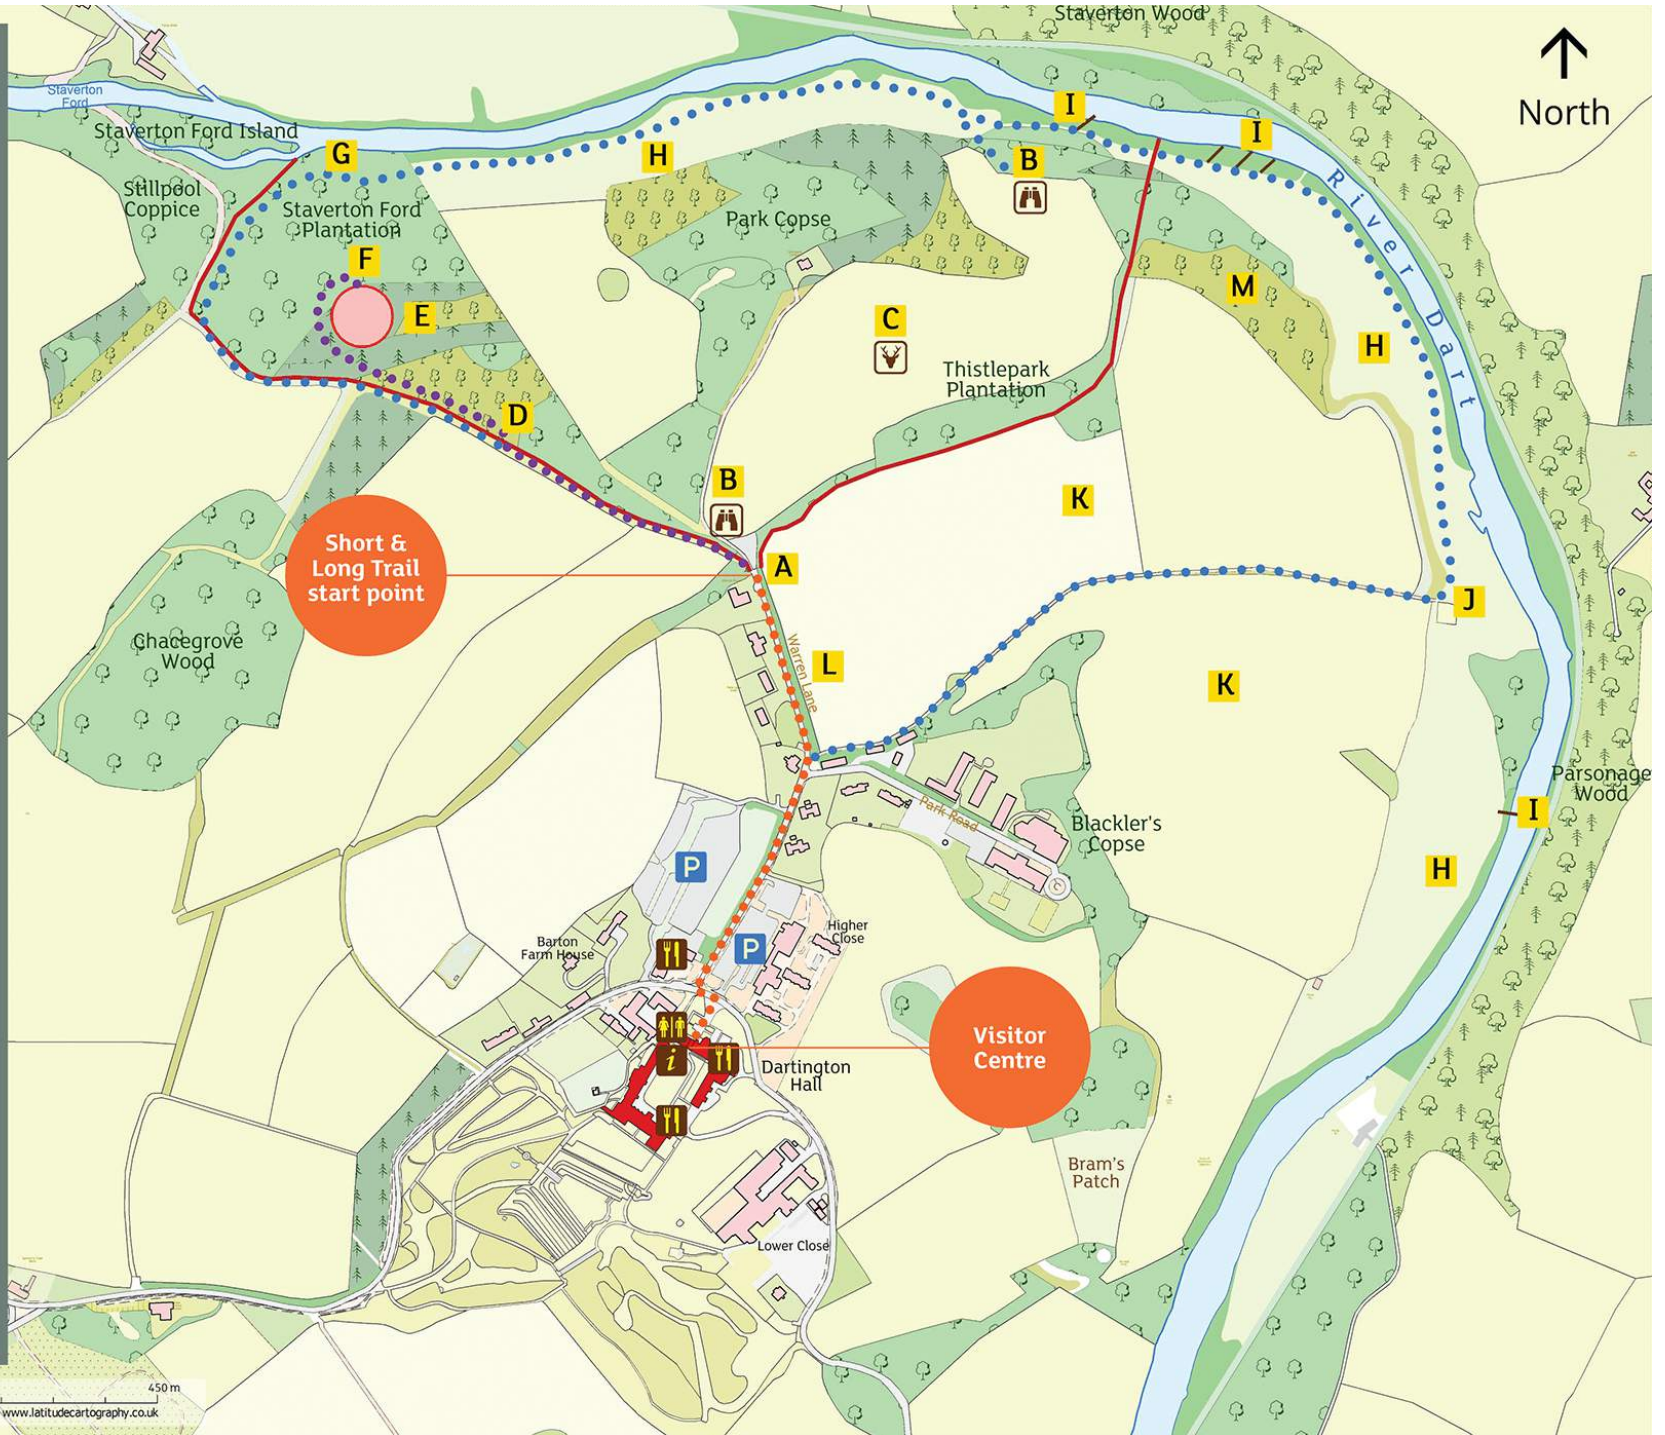 Staverton Wood
North
Staverton
Ford
Staverton Ford Island
I
I
G
H
B
Stillpool
Coppice
Staverton Ford
Plantation
Park Copse
River Dart
F
M
E
C
H
Thistlepark
Plantation
D
B
K
Short &
Long Trail
start point
A
J
Chacegrove
Wood
Warren Lane
L
K
Parsonage
Wood
Park Road
I
Blackler's
Copse
P
H
Barton
Farm House
P
Higher
Close
i
Visitor
Centre
Dartington
Hall
Bram's
Patch
Lower Close
450 m
www.latitudecartography.co.uk